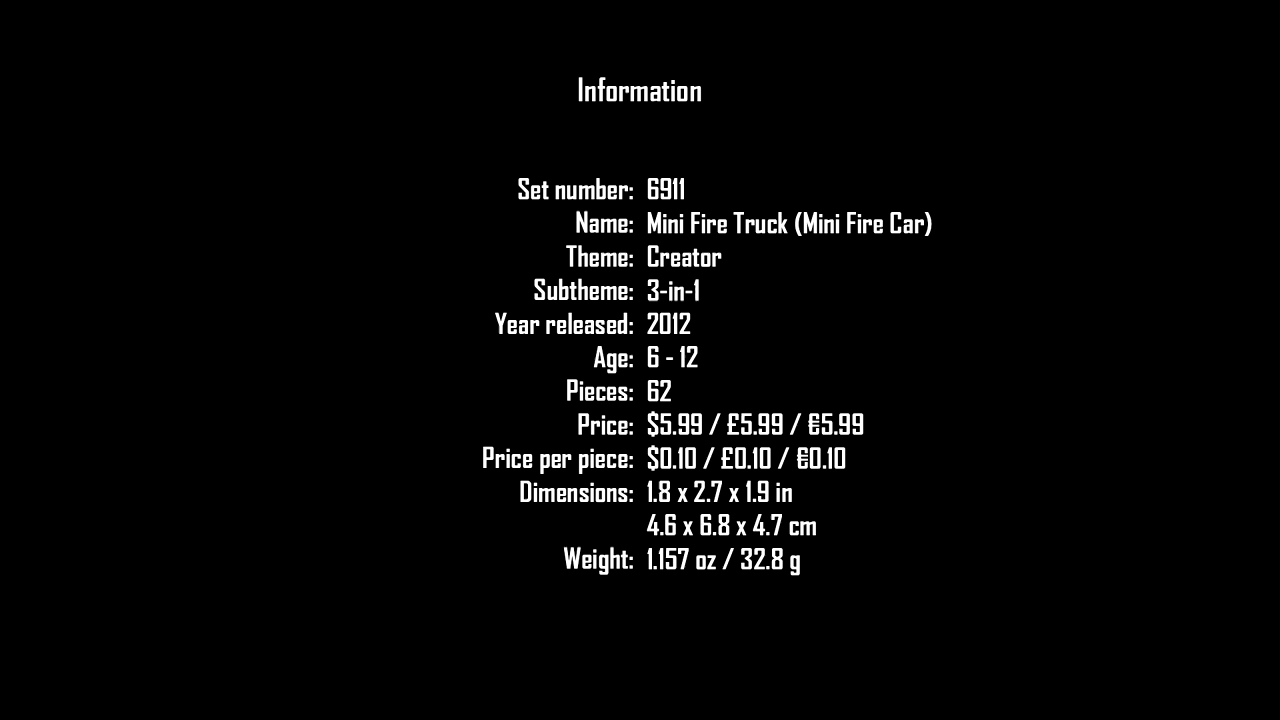 Information
Set number: 6911
Name: Mini Fire Truck (Mini Fire Car)
Theme: Creator
Subtheme: 3-in-1
Year released: 2012
Age: 6 - 12
Pieces: 62
Price: $5.99 / £5.99 / €5.99
Price per piece: $0.10 / £0.10 / €0.10
Dimensions: 1.8 x 2.7 x 1.9 in
4.6 x 6.8 x 4.7 cm
Weight: 1.157 oz / 32.8 g